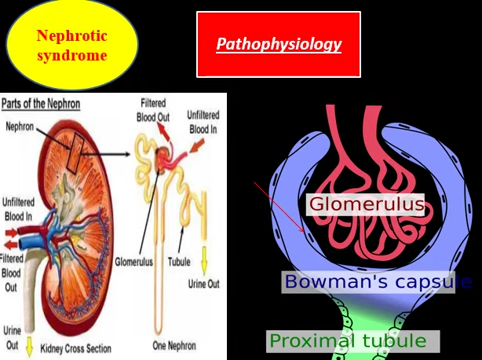 Nephrotic
syndrome
Pathophysiology
Parts of the Nephron
Nephron
Unfiltered
Blood In
Filtered
Blood
Out
Urine
Out
Kidney Cross Section
Filtered
Blood Out
Unfiltered
Blood In
Glomerulus
Tubule
Urine Out
One Nephron
Glomerulus
Bowman's capsule
Proximal tubule